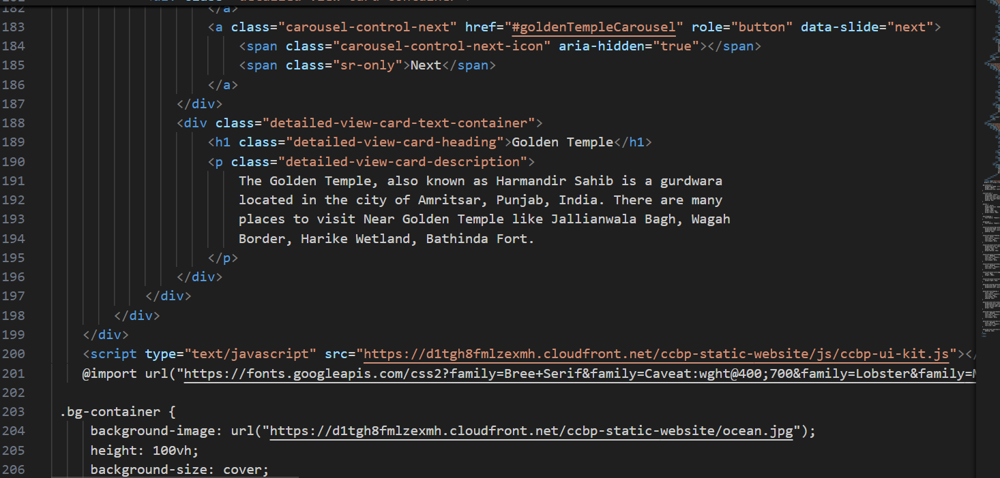 182 </a>
183 <a class="carousel-control-next" href="#goldenTempleCarousel" role="button" data-slide="next">
184 <span class="carousel-control-next-icon" aria-hidden="true"></span>
185 <span class="sr-only">Next</span>
186 </a>
187 </div>
188 <div class="detailed-view-card-text-container">
189 <h1 class="detailed-view-card-heading">Golden Temple</h1>
190 <p class="detailed-view-card-description">
191 The Golden Temple, also known as Harmandir Sahib is a gurdwara
192 located in the city of Amritsar, Punjab, India. There are many
193 places to visit Near Golden Temple like Jallianwala Bagh, Wagah
194 Border, Harike Wetland, Bathinda Fort.
195 </p>
196 </div>
197 </div>
198 </div>
199 </div>
200 <script type="text/javascript" src="https://d1tgh8fmlzexmh.cloudfront.net/ccbp-static-website/js/ccbp-ui-kit.js"></
201 @import url("https://fonts.googleapis.com/css2?family=Bree+Serif&family=Caveat:wght@400;700&family=Lobster&family=
202
203 .bg-container {
204 background-image: url("https://d1tgh8fmlzexmh.cloudfront.net/ccbp-static-website/ocean.jpg");
205 height: 100vh;
206 background-size: cover;